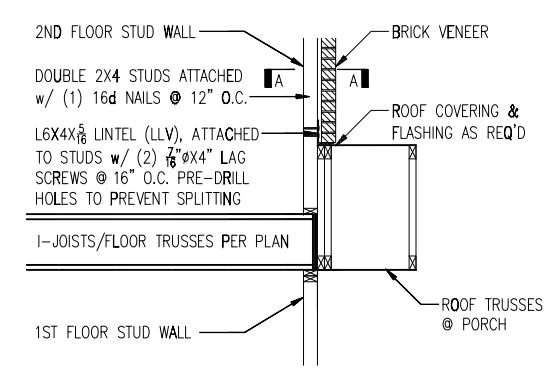 2ND FLOOR STUD WALL
BRICK VENEER
DOUBLE 2X4 STUDS ATTACHED
w/ (1) 16d NAILS @ 12" O.C.
A
A
L6X4X5/16 LINTEL (LLV), ATTACHED
TO STUDS w/ (2) 7/16"øX4" LAG
SCREWS @ 16" O.C. PRE-DRILL
HOLES TO PREVENT SPLITTING
ROOF COVERING &
FLASHING AS REQ'D
I-JOISTS/FLOOR TRUSSES PER PLAN
1ST FLOOR STUD WALL
ROOF TRUSSES
@ PORCH